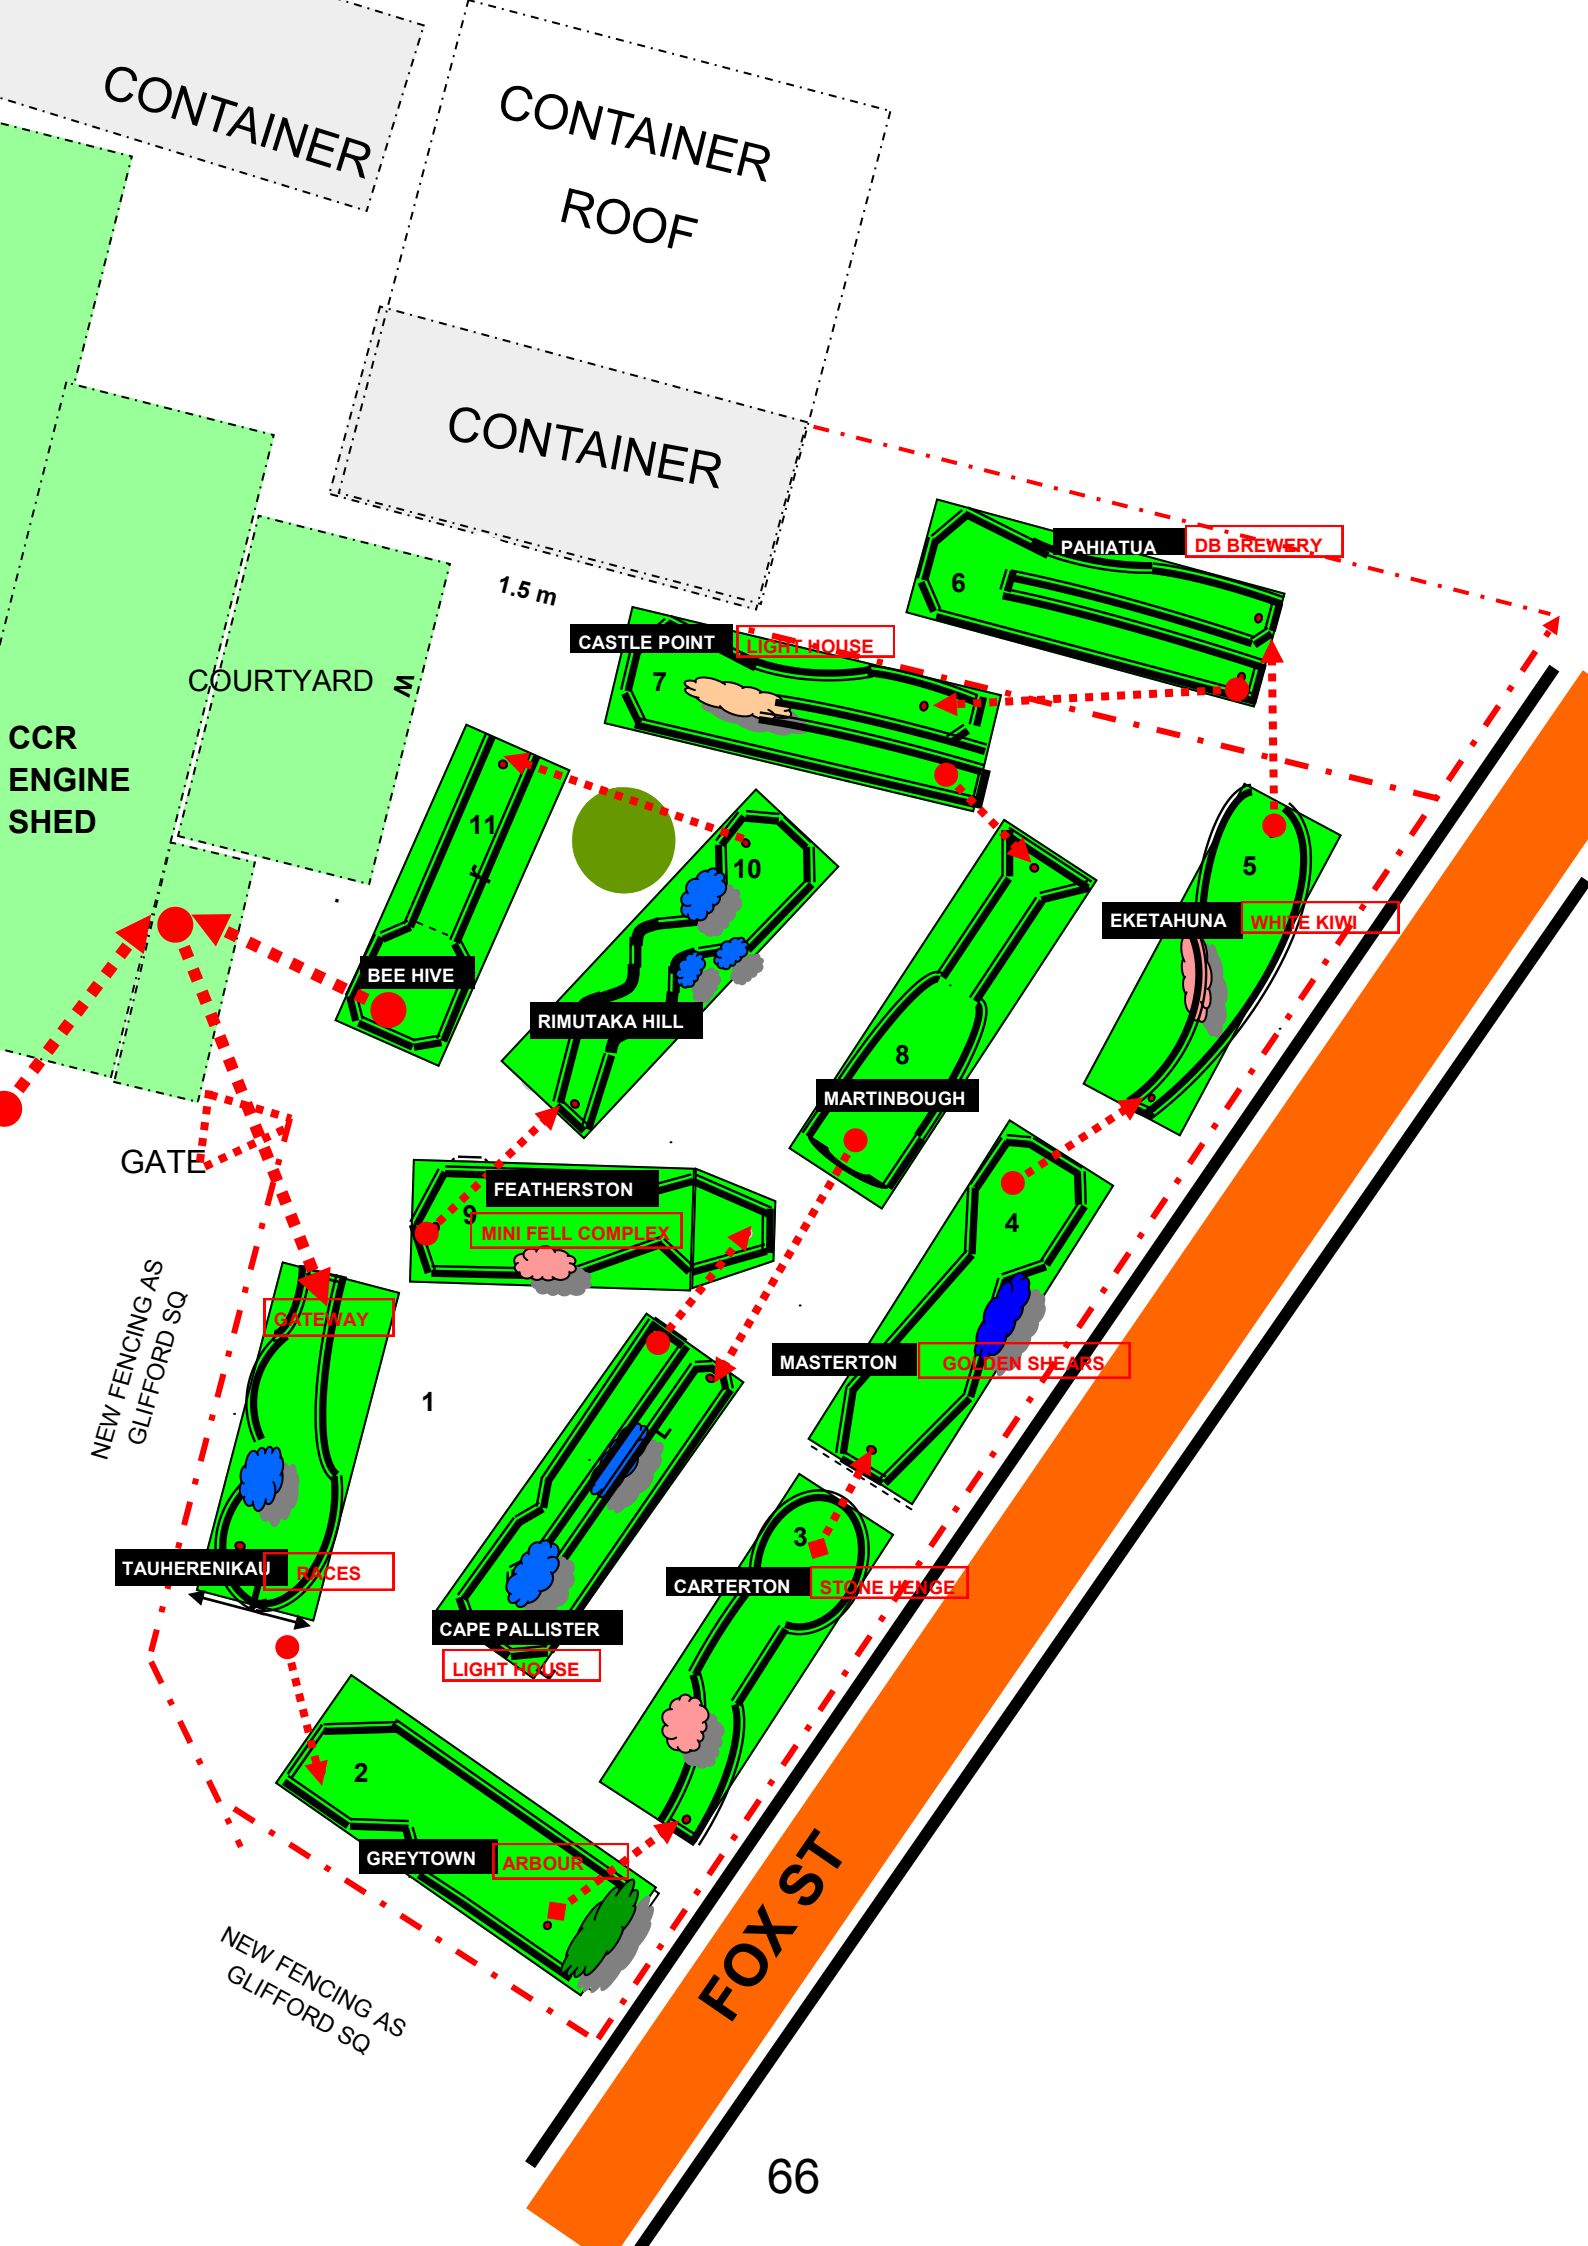 CONTAINER
CONTAINER
ROOF
CONTAINER
1.5 m
PAHIATUA
DB BREWERY
6
CASTLE POINT
LIGHT HOUSE
7
COURTYARD
M
CCR
ENGINE
SHED
11
r
10
5
EKETAHUNA
WHITE KIWI
BEE HIVE
RIMUTAKA HILL
8
MARTINBOUGH
GATE
FEATHERSTON
9
MINI FELL COMPLEX
4
NEW FENCING AS
GLIFFORD SQ
GATEWAY
1
MASTERTON
GOLDEN SHEARS
L
3
TAUHERENIKAU
RACES
CARTERTON
STONE HENGE
CAPE PALLISTER
LIGHT HOUSE
2
GREYTOWN
ARBOUR
NEW FENCING AS
GLIFFORD SQ
FOX ST
66